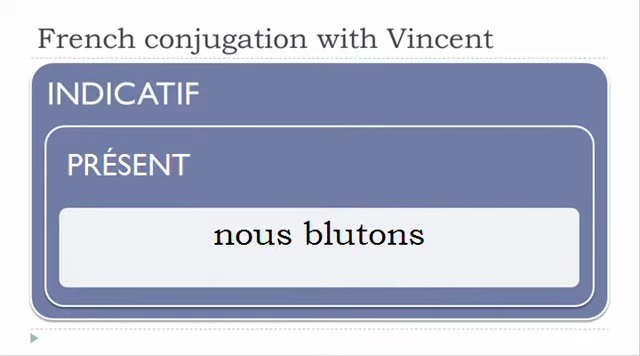 French conjugation with Vincent
INDICATIF
PRÉSENT
nous blutons